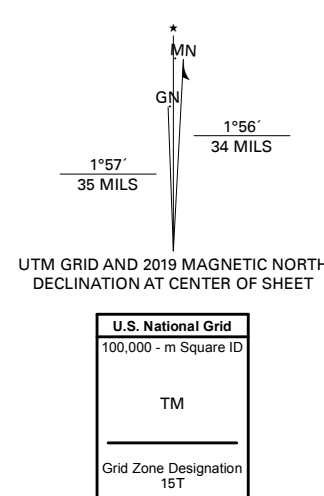 ★
MN
GN
1°56´
34 MILS
1°57´
35 MILS
UTM GRID AND 2019 MAGNETIC NORTH
DECLINATION AT CENTER OF SHEET
U.S. National Grid
100,000 - m Square ID
TM
Grid Zone Designation
15T